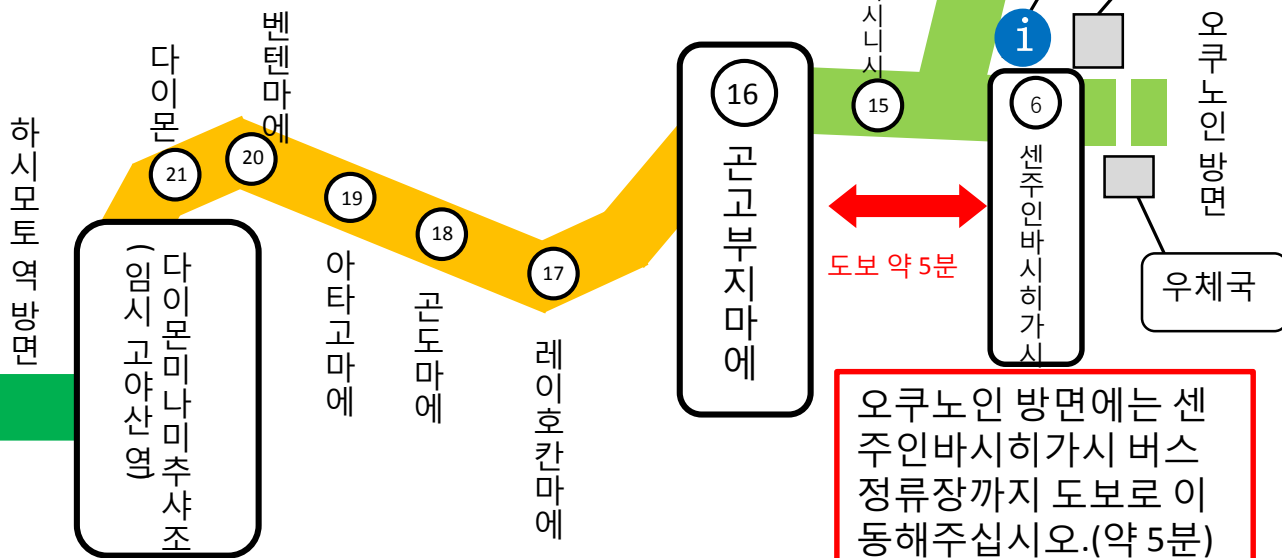 하시모토 역 방면
다이몬미나미추샤조
(임시 고야산 역)
다이몬
21
벤텐마에
20
19
아타고마에
18
곤도마에
17
레이호칸마에
16
곤고부지마에
도보 약 5분
시니시
15
i
6
센주인바시히가시
오쿠노인 방면
우체국
오쿠노인 방면에는 센
주인바시히가시 버스
정류장까지 도보로 이
동해주십시오.(약 5분)